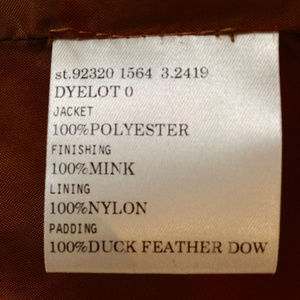 st.92320 1564 3.2419
DYELOT 0
JACKET
100%POLYESTER
FINISHING
100%MINK
LINING
100%NYLON
PADDING
100%DUCK FEATHER DOW